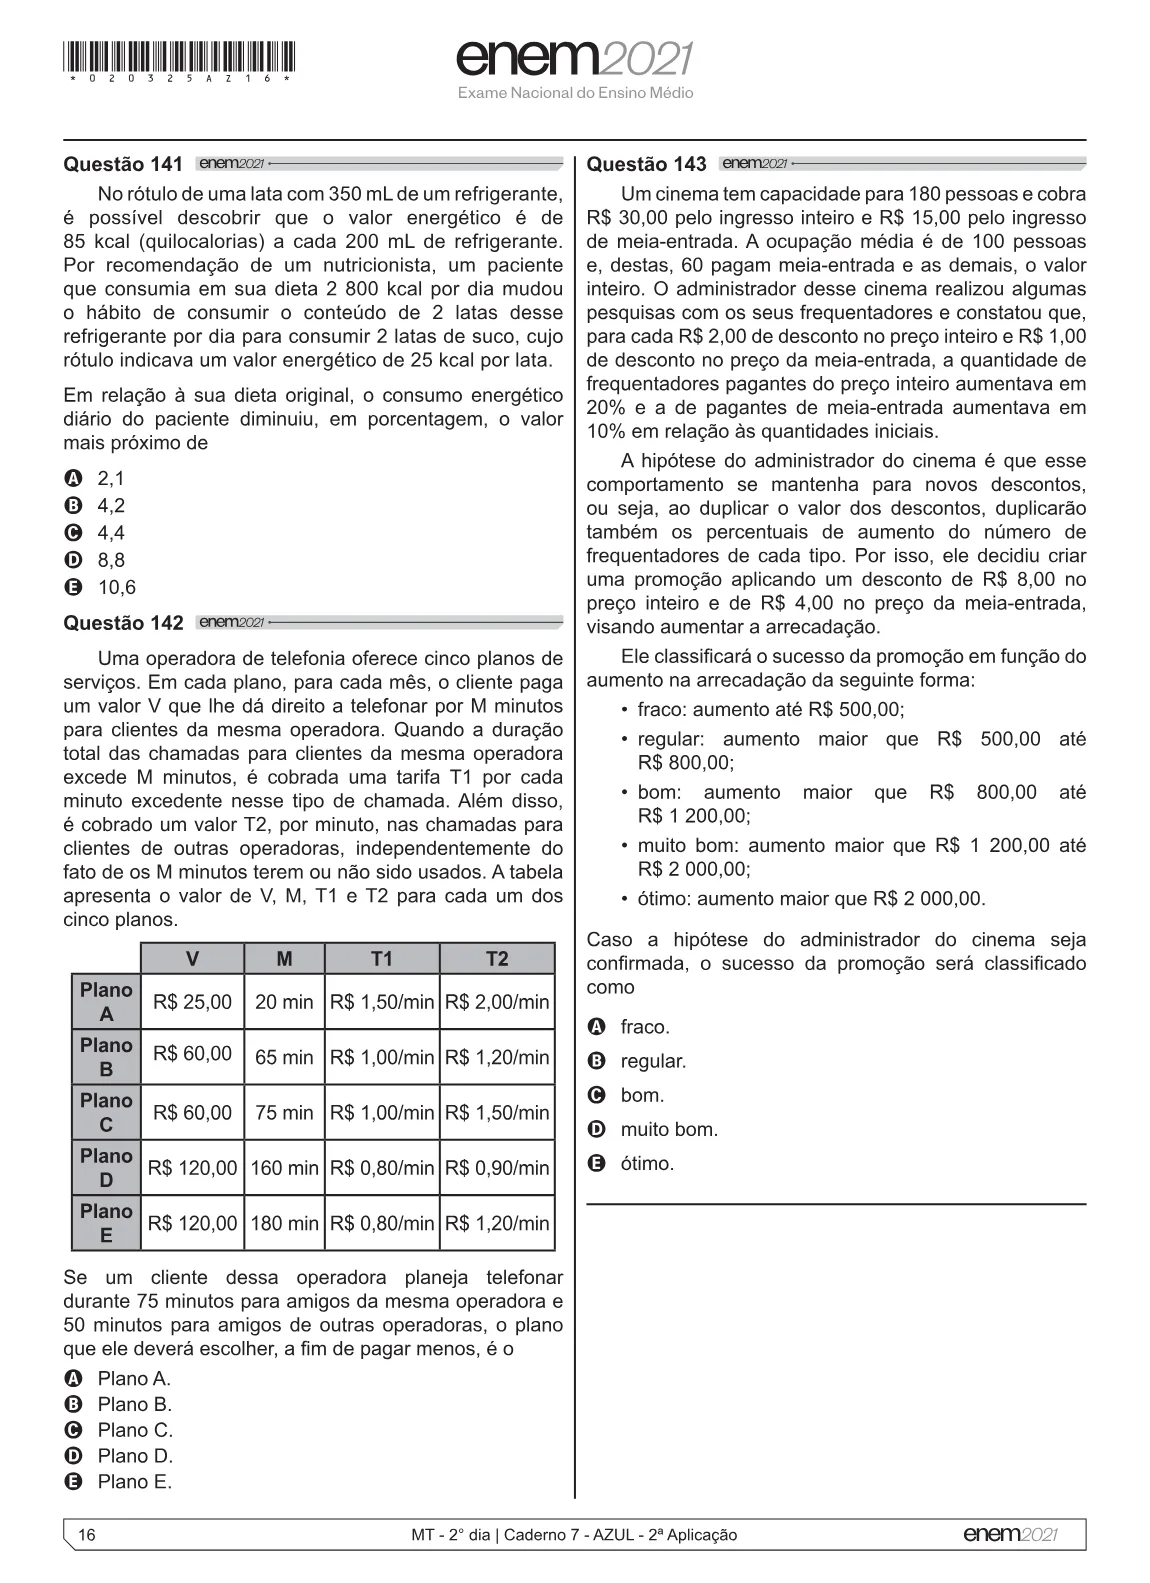 *020325AZ16*
enem2021
Exame Nacional do Ensino Médio
Questão 141 enem2021
No rótulo de uma lata com 350 mL de um refrigerante,
é possível descobrir que o valor energético é de
85 kcal (quilocalorias) a cada 200 mL de refrigerante.
Por recomendação de um nutricionista, um paciente
que consumia em sua dieta 2 800 kcal por dia mudou
o hábito de consumir o conteúdo de 2 latas desse
refrigerante por dia para consumir 2 latas de suco, cujo
rótulo indicava um valor energético de 25 kcal por lata.
Em relação à sua dieta original, o consumo energético
diário do paciente diminuiu, em porcentagem, o valor
mais próximo de
A 2,1
B 4,2
C 4,4
D 8,8
E 10,6
Questão 142 enem2021
Uma operadora de telefonia oferece cinco planos de
serviços. Em cada plano, para cada mês, o cliente paga
um valor V que lhe dá direito a telefonar por M minutos
para clientes da mesma operadora. Quando a duração
total das chamadas para clientes da mesma operadora
excede M minutos, é cobrada uma tarifa T1 por cada
minuto excedente nesse tipo de chamada. Além disso,
é cobrado um valor T2, por minuto, nas chamadas para
clientes de outras operadoras, independentemente do
fato de os M minutos terem ou não sido usados. A tabela
apresenta o valor de V, M, T1 e T2 para cada um dos
cinco planos.
V M T1 T2
Plano A R$ 25,00 20 min R$ 1,50/min R$ 2,00/min
Plano B R$ 60,00 65 min R$ 1,00/min R$ 1,20/min
Plano C R$ 60,00 75 min R$ 1,00/min R$ 1,50/min
Plano D R$ 120,00 160 min R$ 0,80/min R$ 0,90/min
Plano E R$ 120,00 180 min R$ 0,80/min R$ 1,20/min
Se um cliente dessa operadora planeja telefonar
durante 75 minutos para amigos da mesma operadora e
50 minutos para amigos de outras operadoras, o plano
que ele deverá escolher, a fim de pagar menos, é o
A Plano A.
B Plano B.
C Plano C.
D Plano D.
E Plano E.
Questão 143 enem2021
Um cinema tem capacidade para 180 pessoas e cobra
R$ 30,00 pelo ingresso inteiro e R$ 15,00 pelo ingresso
de meia-entrada. A ocupação média é de 100 pessoas
e, destas, 60 pagam meia-entrada e as demais, o valor
inteiro. O administrador desse cinema realizou algumas
pesquisas com os seus frequentadores e constatou que,
para cada R$ 2,00 de desconto no preço inteiro e R$ 1,00
de desconto no preço da meia-entrada, a quantidade de
frequentadores pagantes do preço inteiro aumentava em
20% e a de pagantes de meia-entrada aumentava em
10% em relação às quantidades iniciais.
A hipótese do administrador do cinema é que esse
comportamento se mantenha para novos descontos,
ou seja, ao duplicar o valor dos descontos, duplicarão
também os percentuais de aumento do número de
frequentadores de cada tipo. Por isso, ele decidiu criar
uma promoção aplicando um desconto de R$ 8,00 no
preço inteiro e de R$ 4,00 no preço da meia-entrada,
visando aumentar a arrecadação.
Ele classificará o sucesso da promoção em função do
aumento na arrecadação da seguinte forma:
• fraco: aumento até R$ 500,00;
• regular: aumento maior que R$ 500,00 até
R$ 800,00;
• bom: aumento maior que R$ 800,00 até
R$ 1 200,00;
• muito bom: aumento maior que R$ 1 200,00 até
R$ 2 000,00;
• ótimo: aumento maior que R$ 2 000,00.
Caso a hipótese do administrador do cinema seja
confirmada, o sucesso da promoção será classificado
como
A fraco.
B regular.
C bom.
D muito bom.
E ótimo.
16
MT - 2° dia | Caderno 7 - AZUL - 2ª Aplicação
enem2021